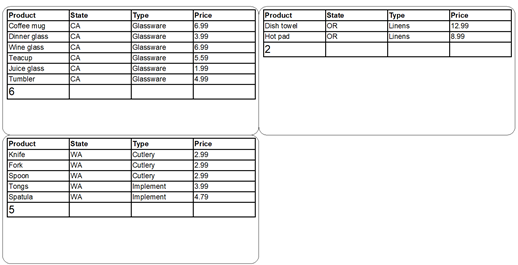 Product State Type Price
Coffee mug CA Glassware 6.99
Dinner glass CA Glassware 3.99
Wine glass CA Glassware 6.99
Teacup CA Glassware 5.59
Juice glass CA Glassware 1.99
Tumbler CA Glassware 4.99
6
Product State Type Price
Dish towel OR Linens 12.99
Hot pad OR Linens 8.99
2
Product State Type Price
Knife WA Cutlery 2.99
Fork WA Cutlery 2.99
Spoon WA Cutlery 2.99
Tongs WA Implement 3.99
Spatula WA Implement 4.79
5